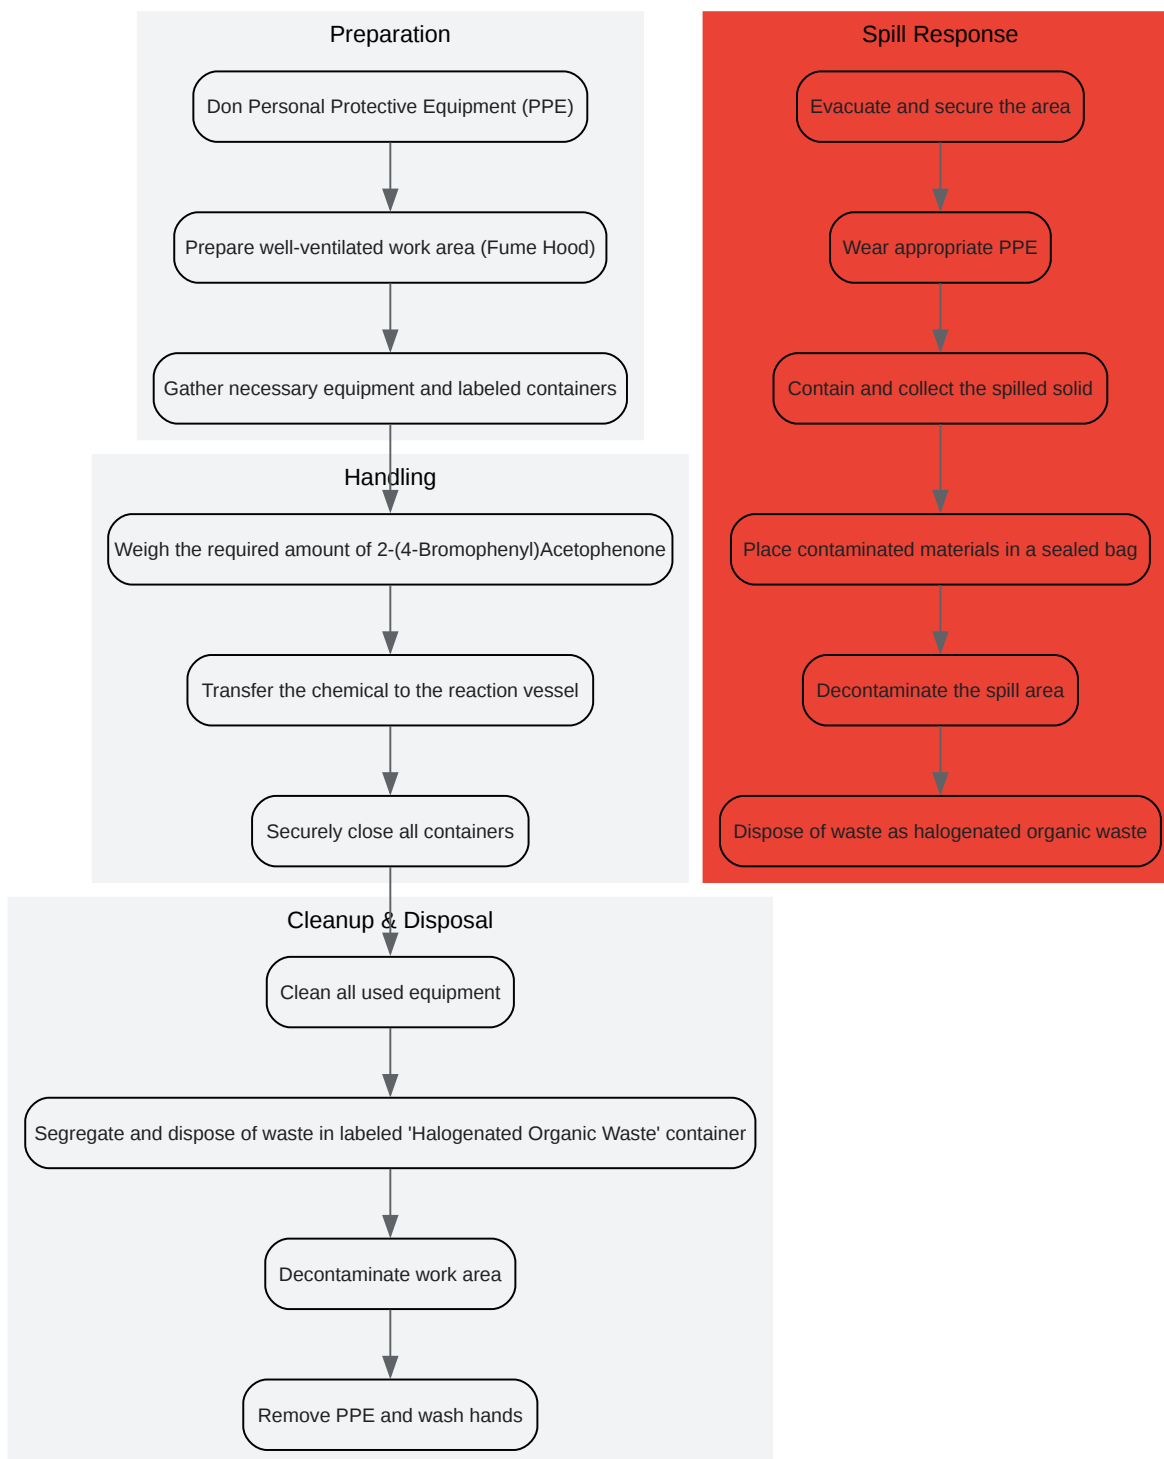 Preparation
Don Personal Protective Equipment (PPE)
Prepare well-ventilated work area (Fume Hood)
Gather necessary equipment and labeled containers
Handling
Weigh the required amount of 2-(4-Bromophenyl)Acetophenone
Transfer the chemical to the reaction vessel
Securely close all containers
Cleanup & Disposal
Clean all used equipment
Segregate and dispose of waste in labeled 'Halogenated Organic Waste' container
Decontaminate work area
Remove PPE and wash hands
Spill Response
Evacuate and secure the area
Wear appropriate PPE
Contain and collect the spilled solid
Place contaminated materials in a sealed bag
Decontaminate the spill area
Dispose of waste as halogenated organic waste